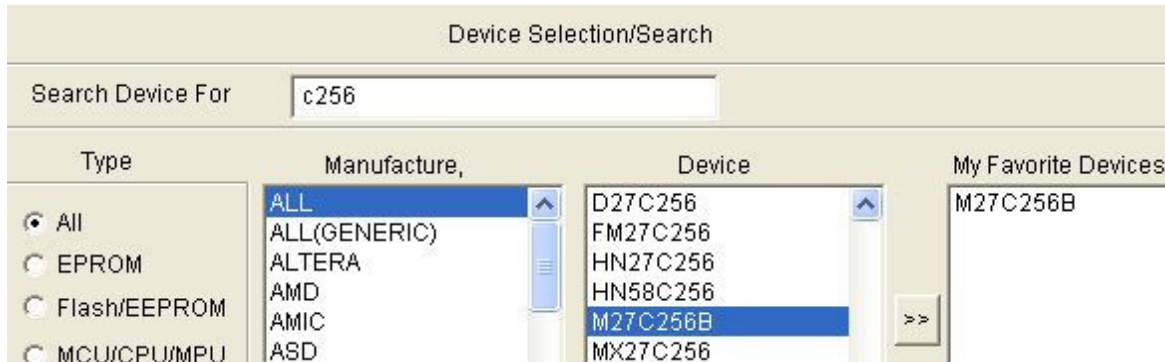 Device Selection/Search
Search Device For
c256
Type
All
EPROM
Flash/EEPROM
MCU/CPU/MPU
Manufacture,
ALL
ALL(GENERIC)
ALTERA
AMD
AMIC
ASD
Device
D27C256
FM27C256
HN27C256
HN58C256
M27C256B
MX27C256
>>
My Favorite Devices
M27C256B